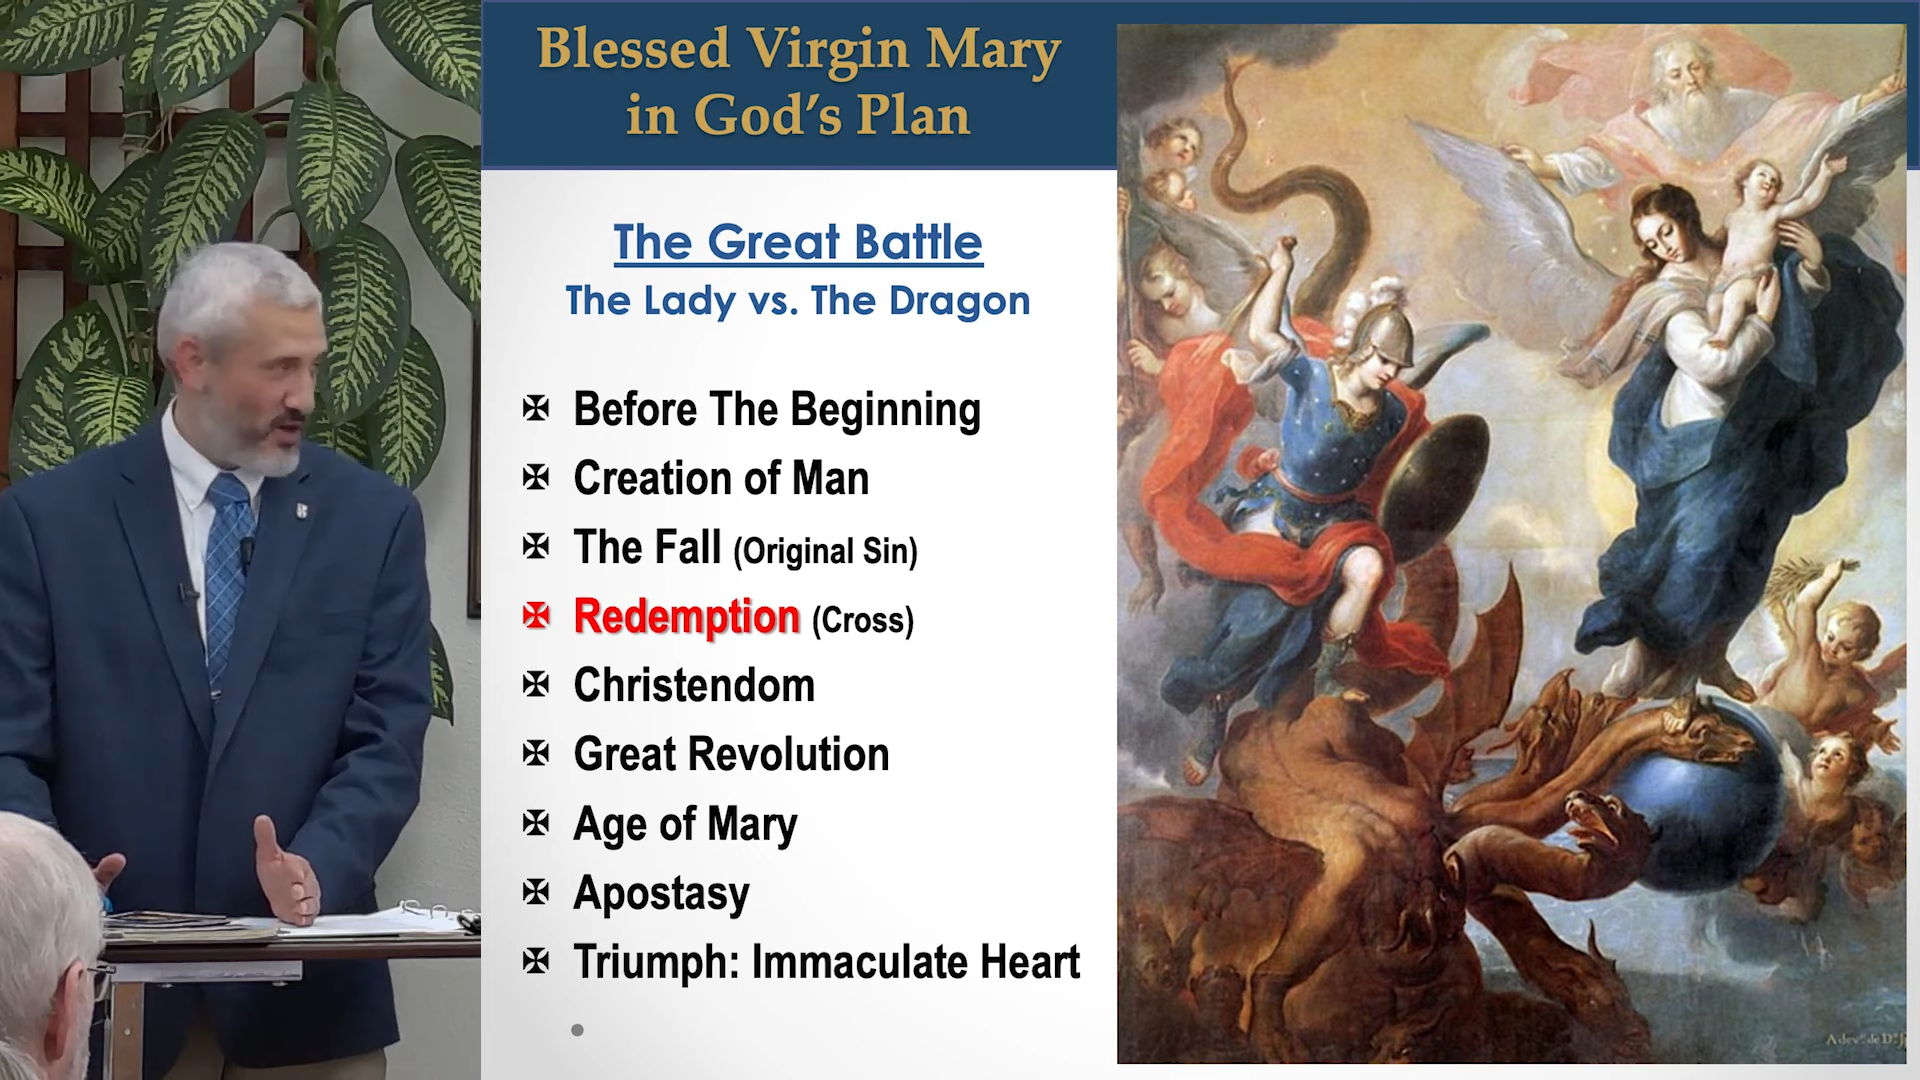 Blessed Virgin Mary
in God's Plan
The Great Battle
The Lady vs. The Dragon
✠ Before The Beginning
✠ Creation of Man
✠ The Fall (Original Sin)
✠ Redemption (Cross)
✠ Christendom
✠ Great Revolution
✠ Age of Mary
✠ Apostasy
✠ Triumph: Immaculate Heart
•